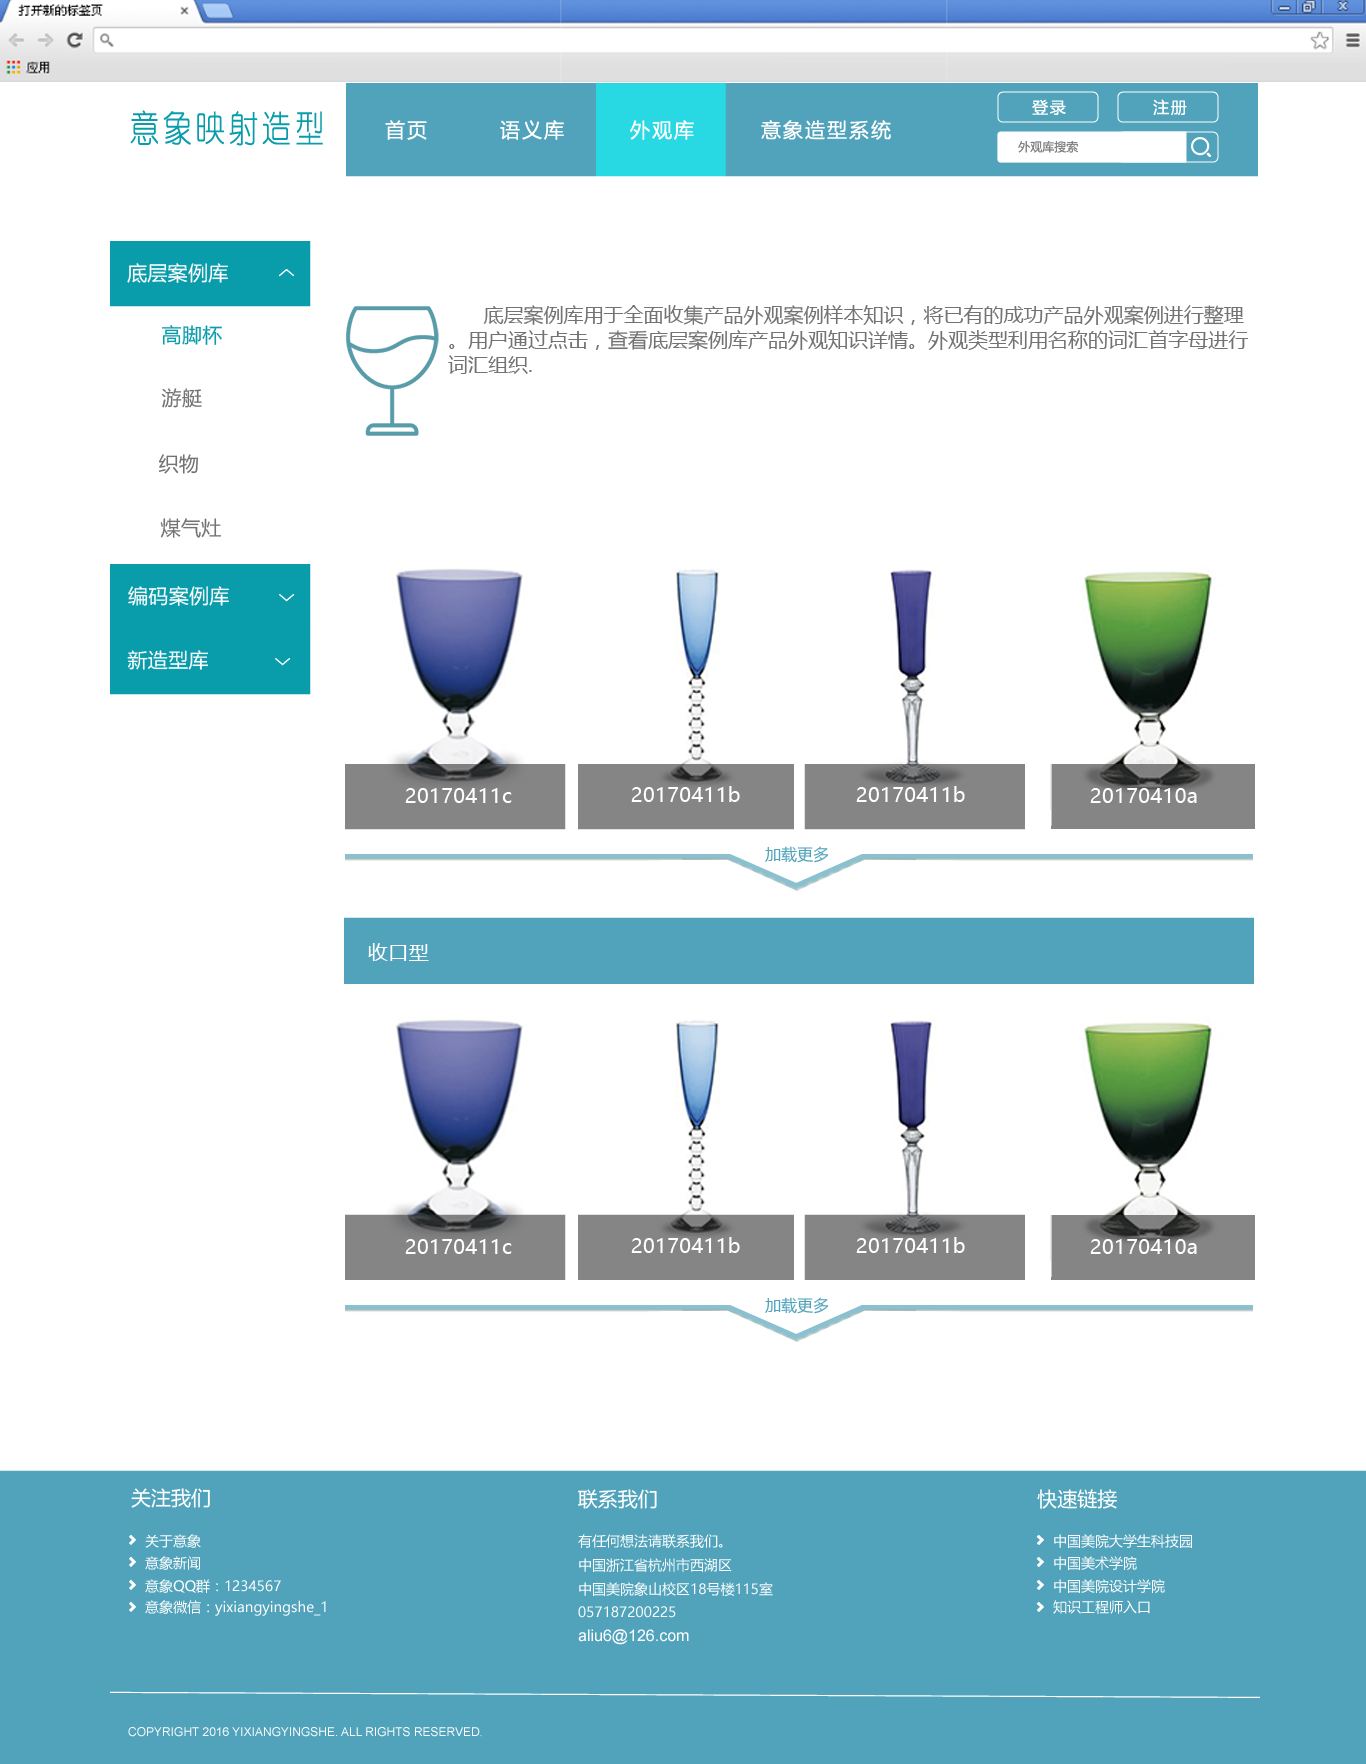 打开新的标签页
应用
意象映射造型
首页
语义库
外观库
意象造型系统
登录
注册
外观库搜索
底层案例库
高脚杯
游艇
织物
煤气灶
编码案例库
新造型库
底层案例库用于全面收集产品外观案例样本知识，将已有的成功产品外观案例进行整理
。用户通过点击，查看底层案例库产品外观知识详情。外观类型利用名称的词汇首字母进行
词汇组织.
20170411c
20170411b
20170411b
20170410a
加载更多
收口型
20170411c
20170411b
20170411b
20170410a
加载更多
关注我们
关于意象
意象新闻
意象QQ群：1234567
意象微信：yixiangyingshe_1
联系我们
有任何想法请联系我们。
中国浙江省杭州市西湖区
中国美院象山校区18号楼115室
057187200225
aliu6@126.com
快速链接
中国美院大学生科技园
中国美术学院
中国美院设计学院
知识工程师入口
COPYRIGHT 2016 YIXIANGYINGSHE. ALL RIGHTS RESERVED.